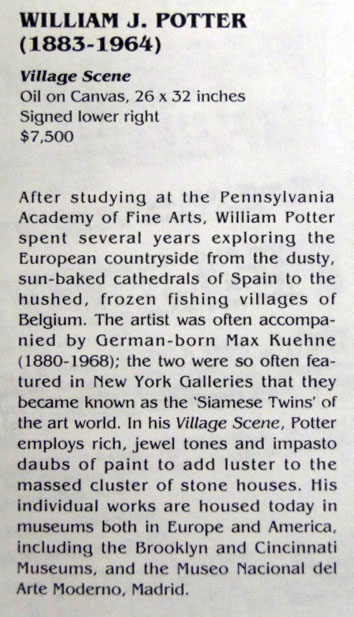 WILLIAM J. POTTER
(1883-1964)
Village Scene
Oil on Canvas, 26 x 32 inches
Signed lower right
$7,500
After studying at the Pennsylvania
Academy of Fine Arts, William Potter
spent several years exploring the
European countryside from the dusty,
sun-baked cathedrals of Spain to the
hushed, frozen fishing villages of
Belgium. The artist was often accompa-
nied by German-born Max Kuehne
(1880-1968); the two were so often fea-
tured in New York Galleries that they
became known as the 'Siamese Twins' of
the art world. In his Village Scene, Potter
employs rich, jewel tones and impasto
daubs of paint to add luster to the
massed cluster of stone houses. His
individual works are housed today in
museums both in Europe and America,
including the Brooklyn and Cincinnati
Museums, and the Museo Nacional del
Arte Moderno, Madrid.